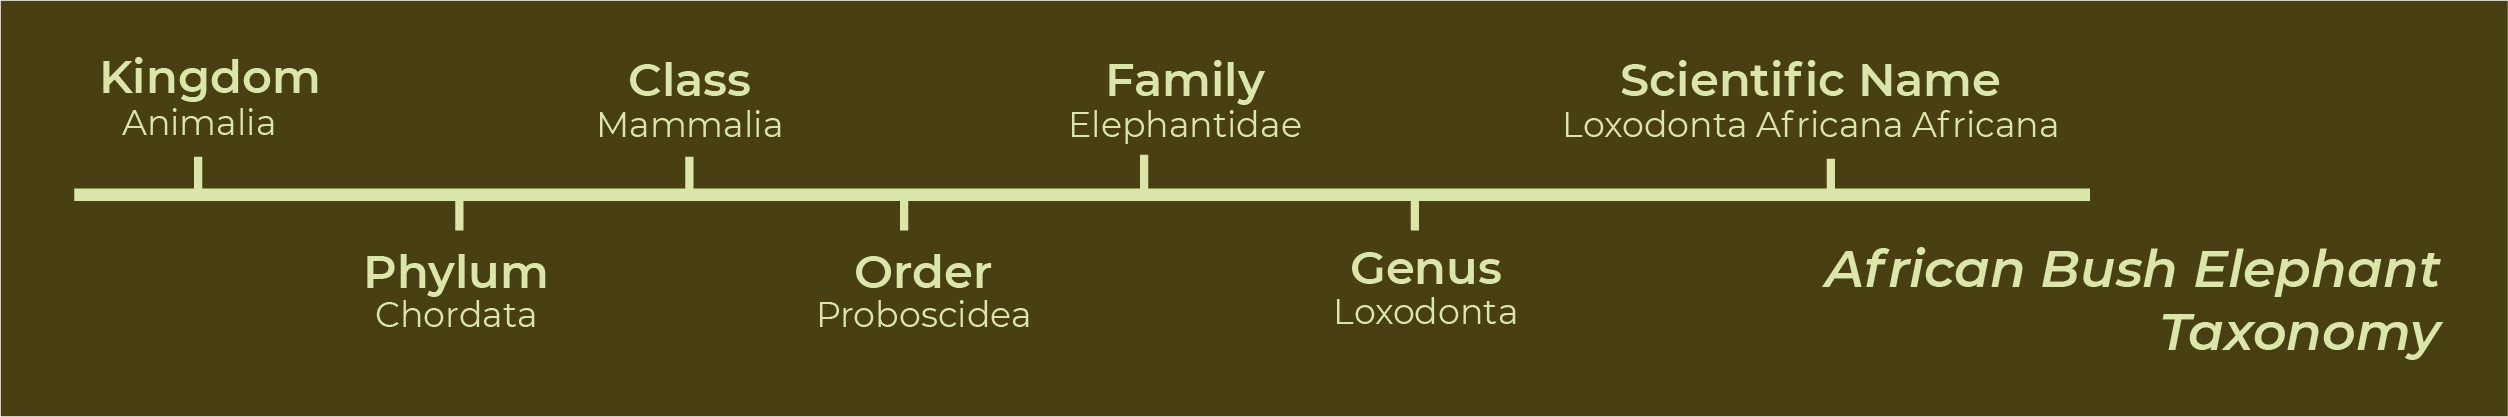 Kingdom
Animalia
Phylum
Chordata
Class
Mammalia
Order
Proboscidea
Family
Elephantidae
Genus
Loxodonta
Scientific Name
Loxodonta Africana Africana
African Bush Elephant
Taxonomy